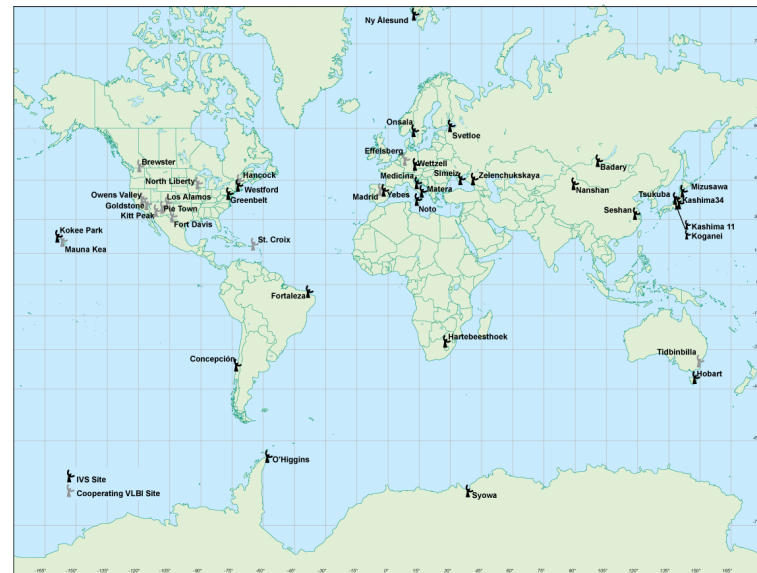 Ny Ålesund
Onsala
Svetloe
Effelsberg
Wettzell
Badary
Brewster
Medicina
Simeiz
Zelenchukskaya
North Liberty
Hancock
Westford
Nanshan
Mizusawa
Tsukuba
Kashima34
Owens Valley
Los Alamos
Greenbelt
Madrid
Yebes
Matera
Goldstone
Pie Town
Noto
Seshan
Kitt Peak
Fort Davis
Kashima 11
Koganei
Kokee Park
Mauna Kea
St. Croix
Fortaleza
Hartebeesthoek
Concepción
Tidbinbilla
Hobart
O'Higgins
IVS Site
Cooperating VLBI Site
Syowa